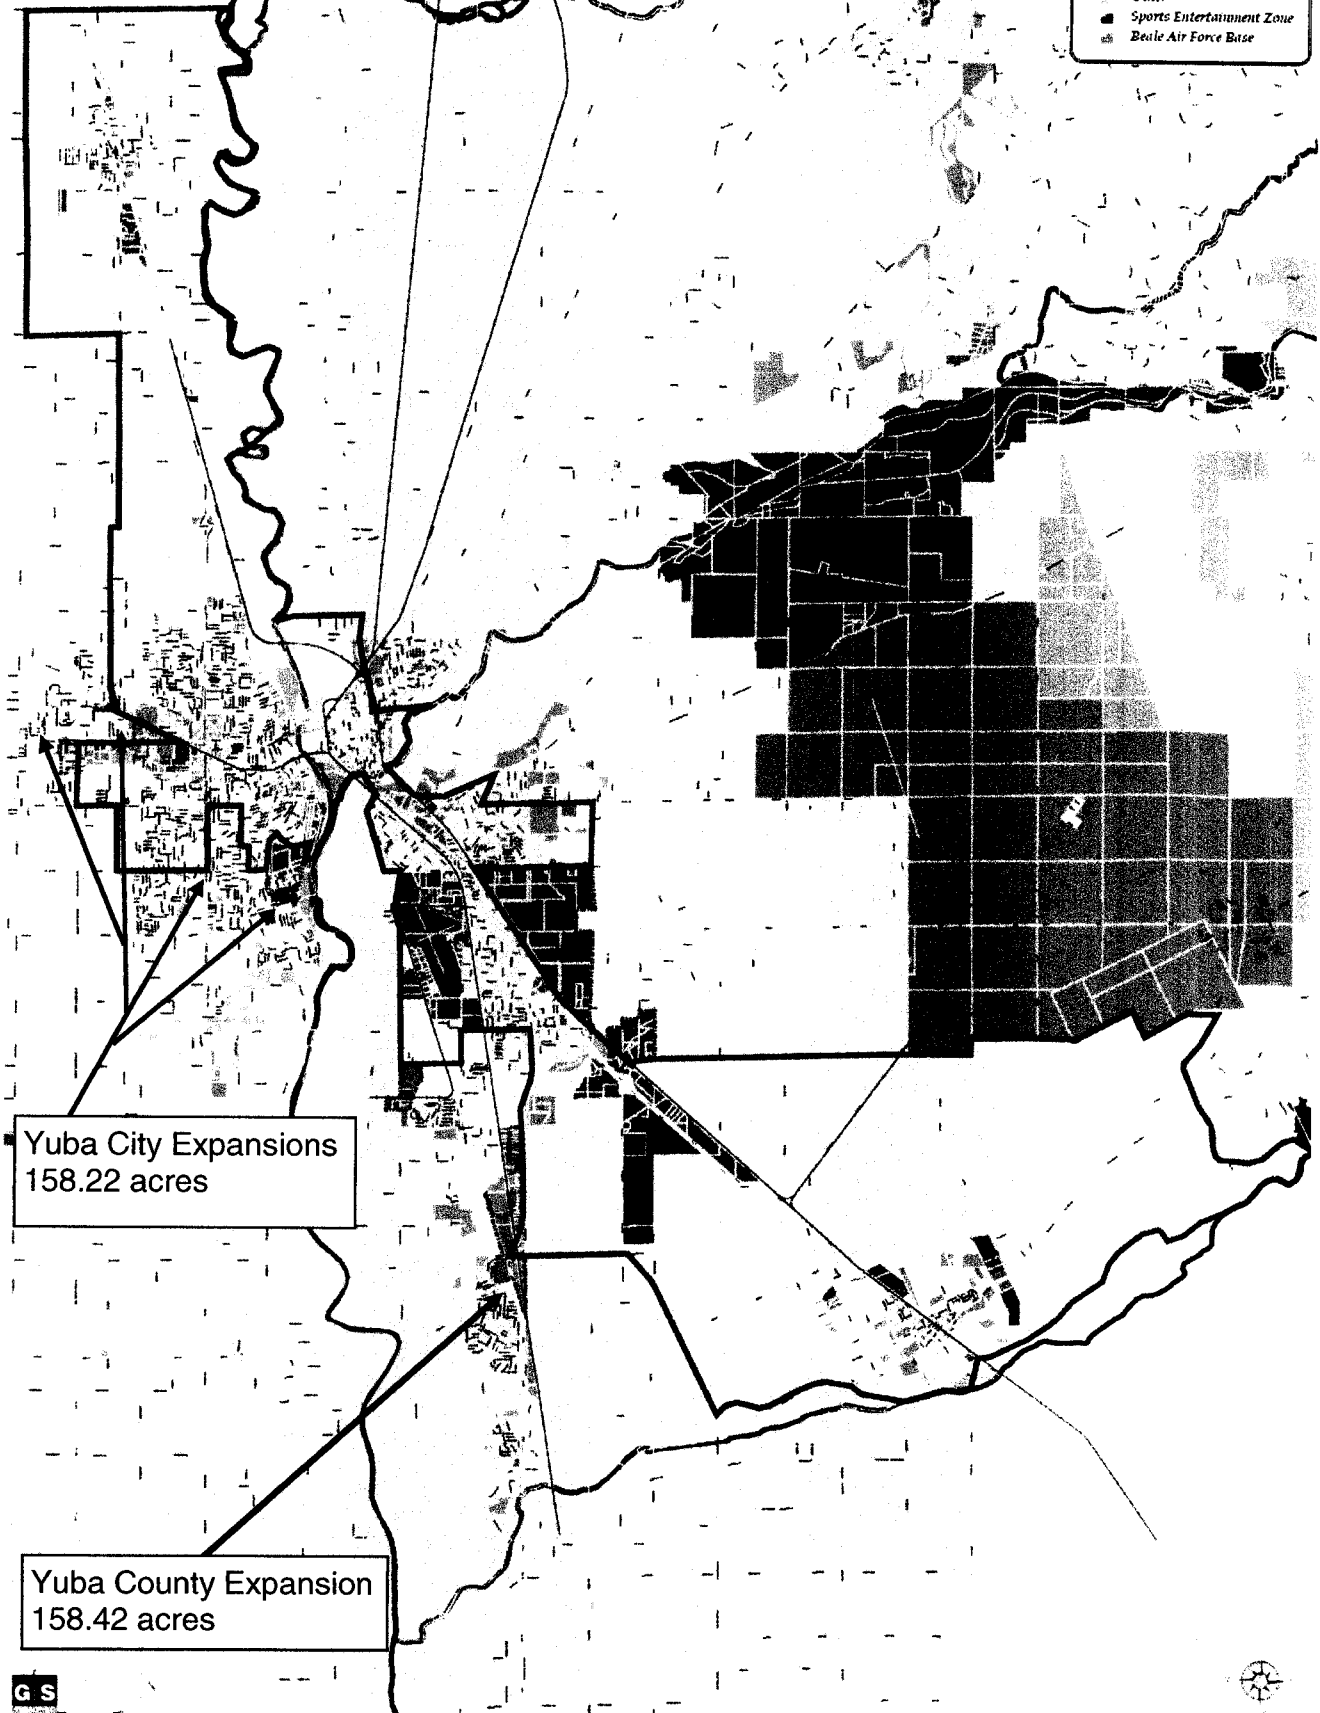 Sports Entertainment Zone
Beale Air Force Base
Yuba City Expansions
158.22 acres
Yuba County Expansion
158.42 acres
G S